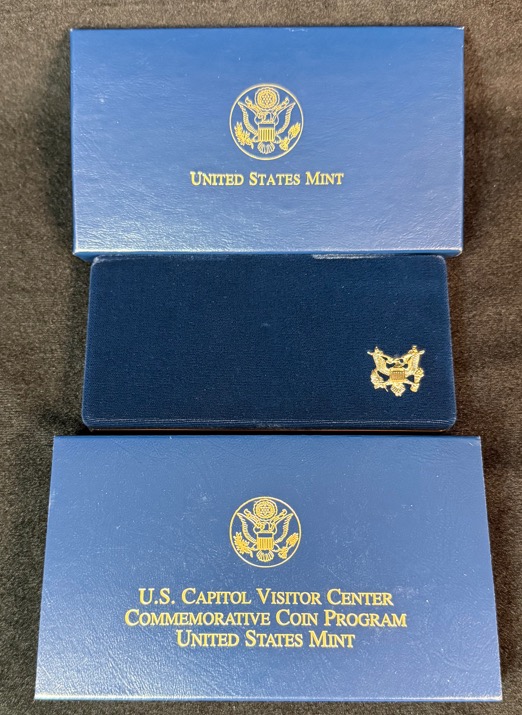 UNITED STATES MINT
U.S. CAPITOL VISITOR CENTER
COMMEMORATIVE COIN PROGRAM
UNITED STATES MINT